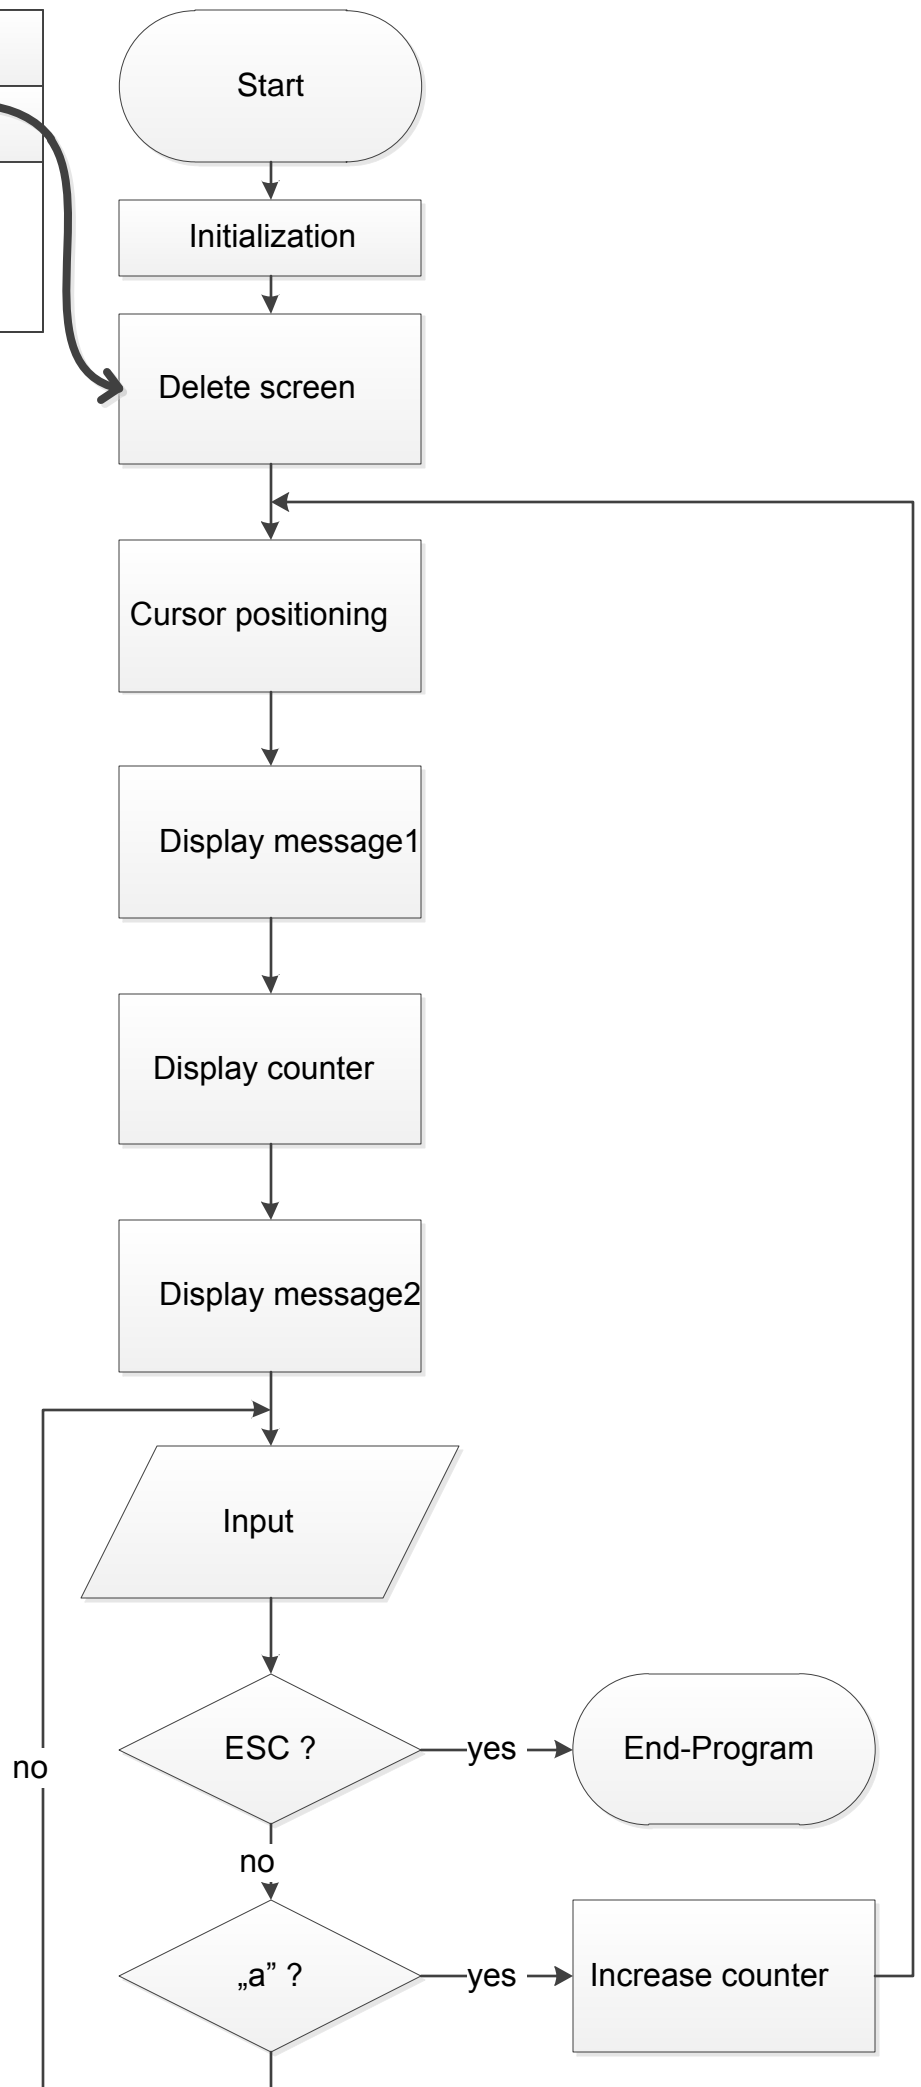 Start
Initialization
Delete screen
Cursor positioning
Display message1
Display counter
Display message2
Input
ESC ?
yes
End-Program
no
no
„a” ?
yes
Increase counter